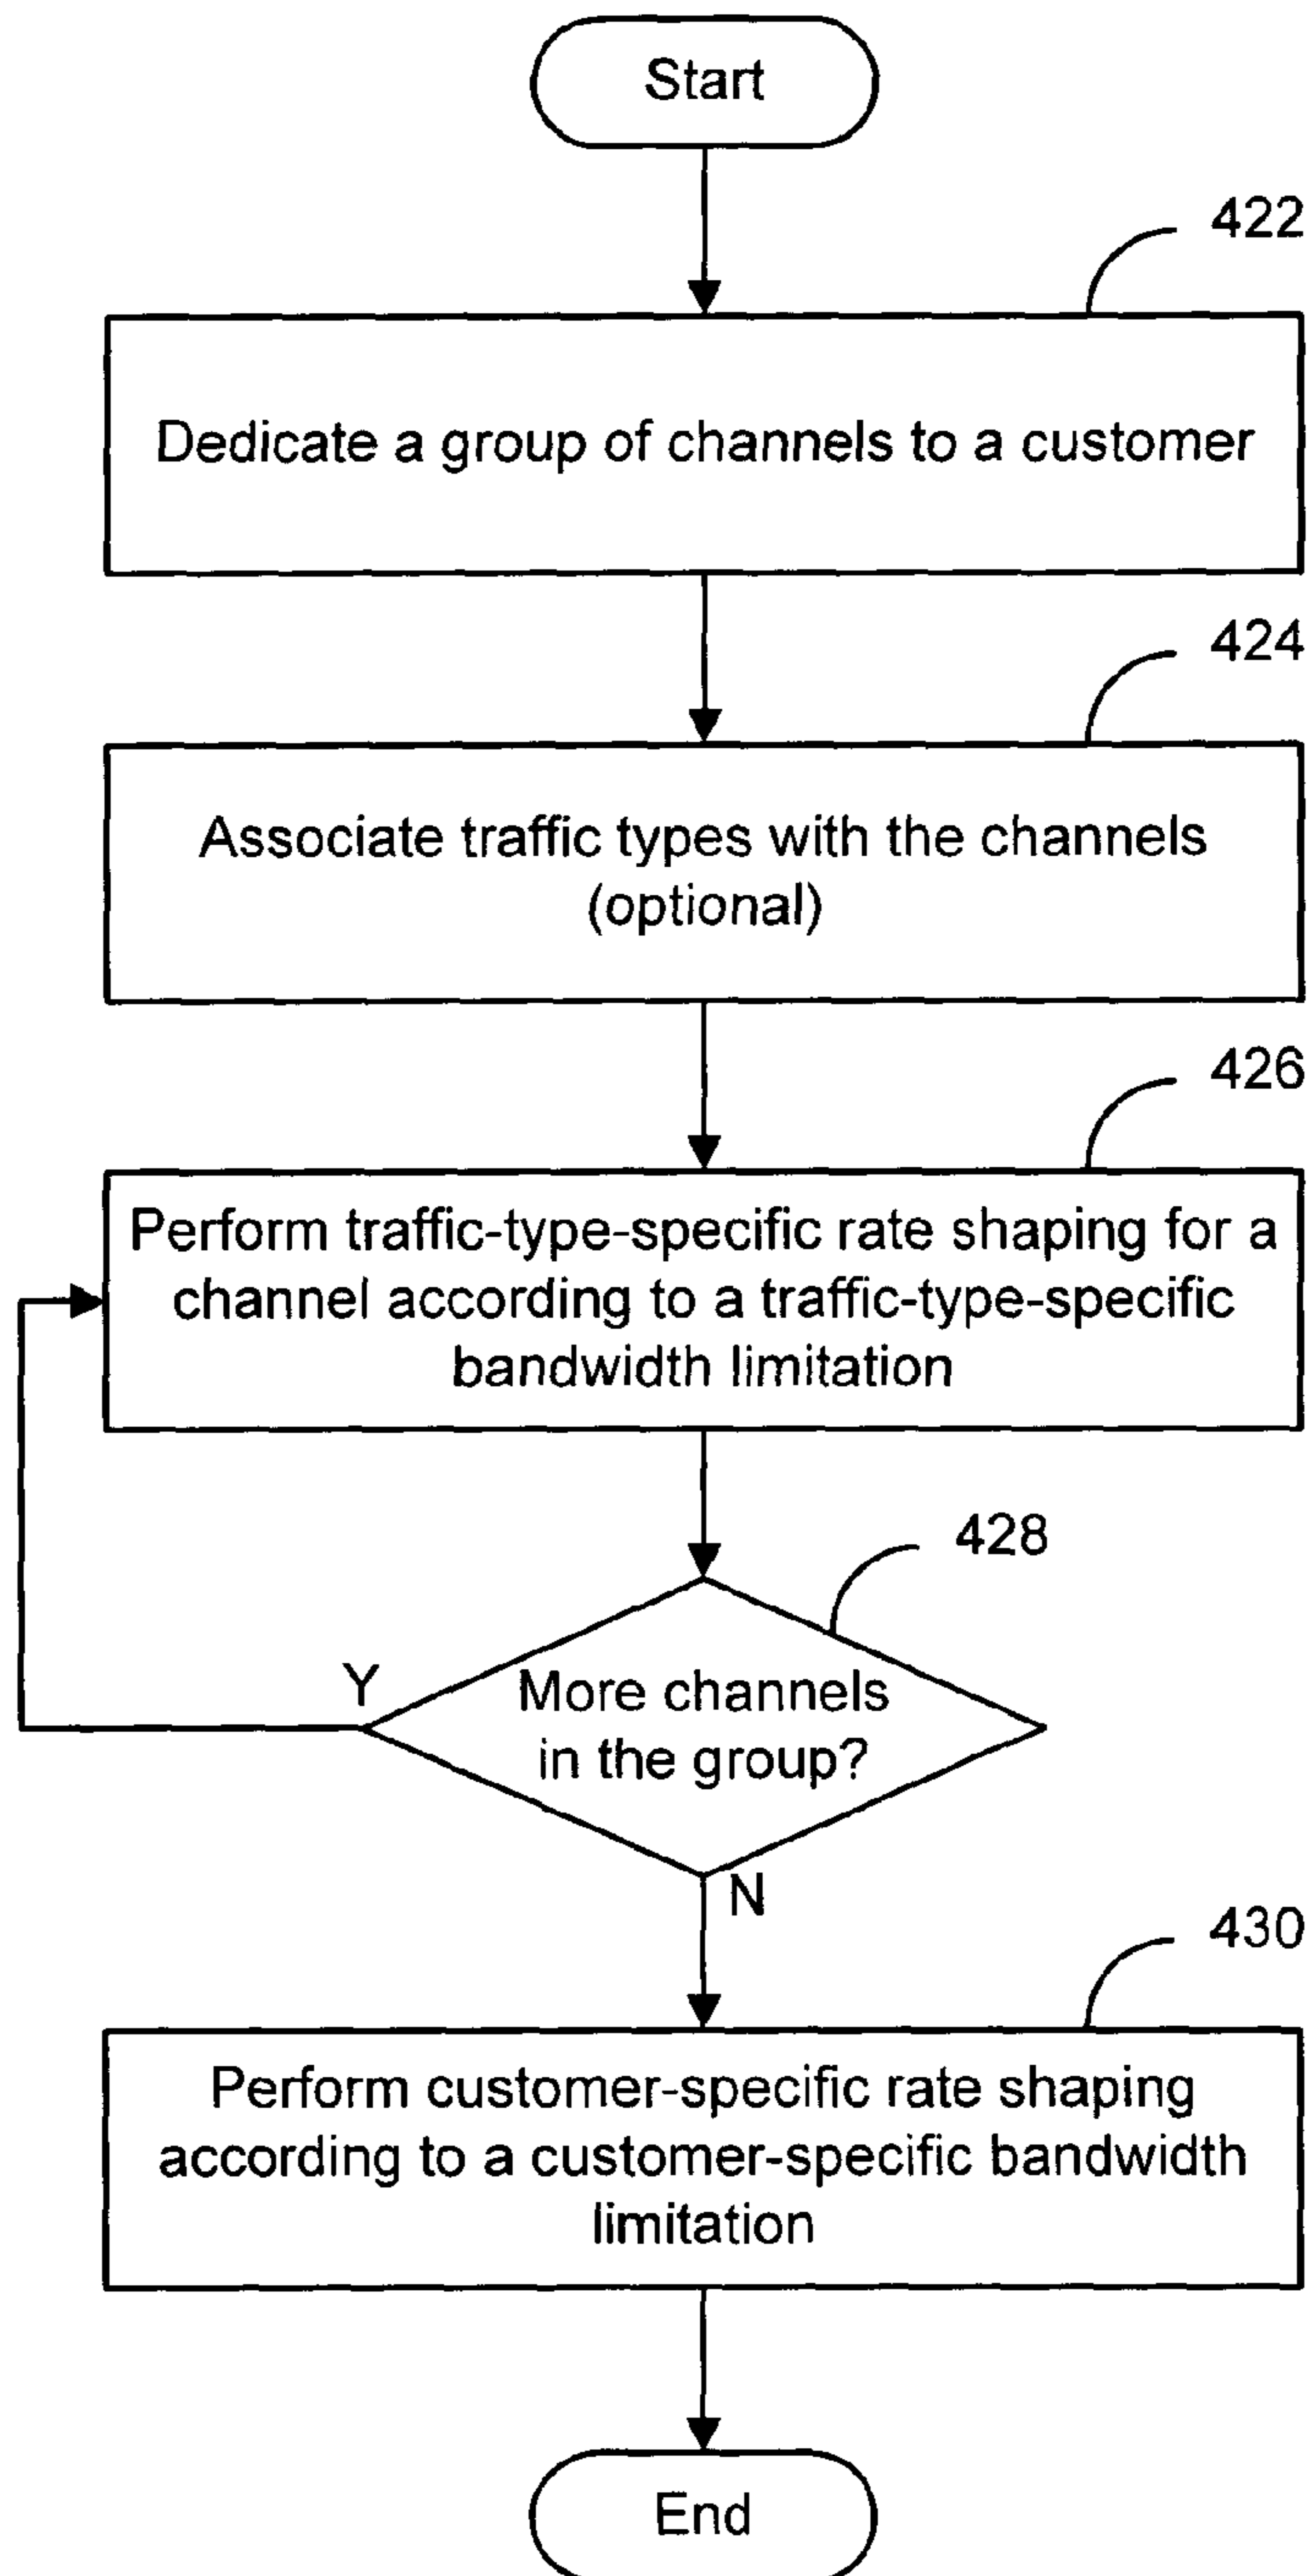 Start
422
Dedicate a group of channels to a customer
424
Associate traffic types with the channels
(optional)
426
Perform traffic-type-specific rate shaping for a
channel according to a traffic-type-specific
bandwidth limitation
428
Y
More channels
in the group?
N
430
Perform customer-specific rate shaping
according to a customer-specific bandwidth
limitation
End